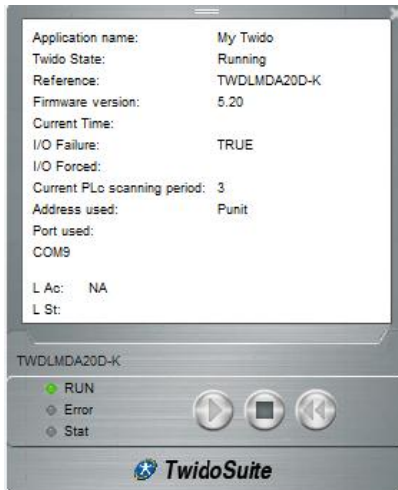 Application name: My Twido
Twido State: Running
Reference: TWDLMDA20D-K
Firmware version: 5.20
Current Time:
I/O Failure: TRUE
I/O Forced:
Current PLc scanning period: 3
Address used: Punit
Port used:
COM9
L Ac: NA
L St:
TWDLMDA20D-K
RUN
Error
Stat
TwidoSuite